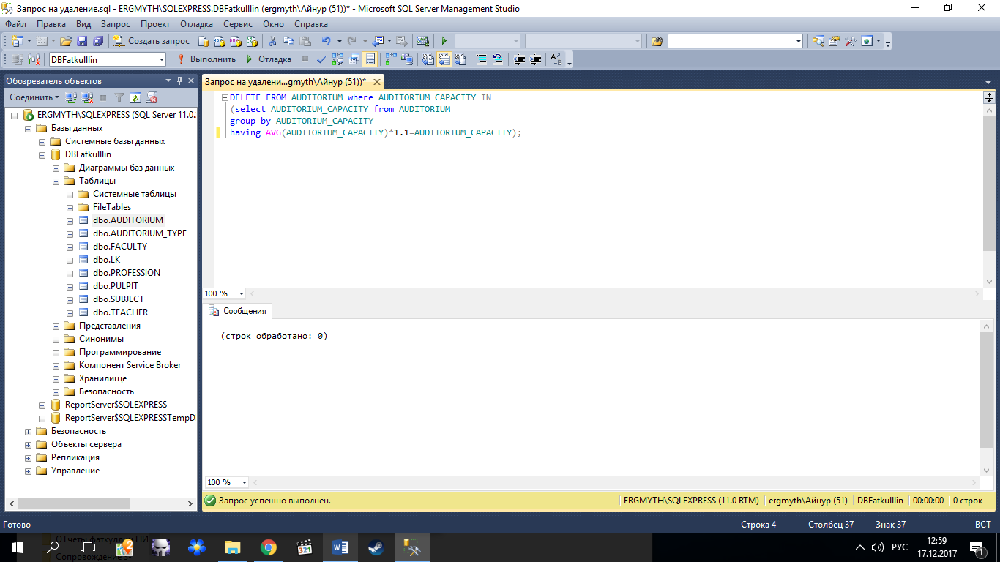 Запрос на удаление.sql - ERGMYTH\SQLEXPRESS.DBFatkulllin (ergmyth\Айнур (51))* - Microsoft SQL Server Management Studio
Файл Правка Вид Запрос Проект Отладка Сервис Окно Справка
Создать запрос
DBFatkulllin Выполнить Отладка
Обозреватель объектов
Соединить
ERGMYTH\SQLEXPRESS (SQL Server 11.0..
Базы данных
Системные базы данных
DBFatkulllin
Диаграммы баз данных
Таблицы
Системные таблицы
FileTables
dbo.AUDITORIUM
dbo.AUDITORIUM_TYPE
dbo.FACULTY
dbo.LK
dbo.PROFESSION
dbo.PULPIT
dbo.SUBJECT
dbo.TEACHER
Представления
Синонимы
Программирование
Компонент Service Broker
Хранилище
Безопасность
ReportServer$SQLEXPRESS
ReportServer$SQLEXPRESSTempD
Безопасность
Объекты сервера
Репликация
Управление
Запрос на удалени...gmyth\Айнур (51))*
DELETE FROM AUDITORIUM where AUDITORIUM_CAPACITY IN
(select AUDITORIUM_CAPACITY from AUDITORIUM
group by AUDITORIUM_CAPACITY
having AVG(AUDITORIUM_CAPACITY)*1.1=AUDITORIUM_CAPACITY);
100 %
Сообщения
(строк обработано: 0)
100 %
Запрос успешно выполнен. ERGMYTH\SQLEXPRESS (11.0 RTM) ergmyth\Айнур (51) DBFatkulllin 00:00:00 0 строк
Готово Строка 4 Столбец 37 Знак 37 ВСТ
321
РУС
12:59
17.12.2017
1